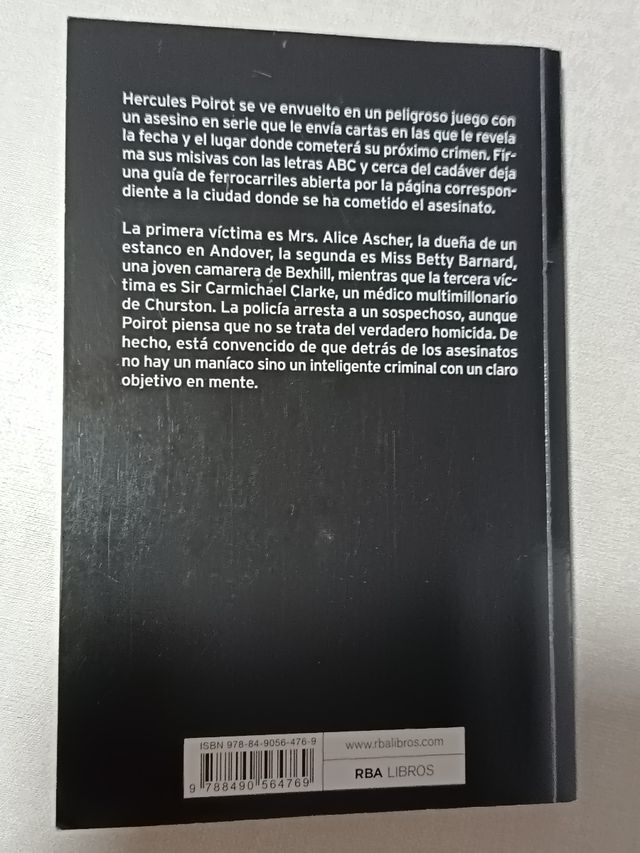 Hercules Poirot se ve envuelto en un peligroso juego con
un asesino en serie que le envía cartas en las que le revela
la fecha y el lugar donde cometerá su próximo crimen. Fir-
ma sus misivas con las letras ABC y cerca del cadáver deja
una guía de ferrocarriles abierta por la página correspon-
diente a la ciudad donde se ha cometido el asesinato.
La primera víctima es Mrs. Alice Ascher, la dueña de un
estanco en Andover, la segunda es Miss Betty Barnard,
una joven camarera de Bexhill, mientras que la tercera víc-
tima es Sir Carmichael Clarke, un médico multimillonario
de Churston. La policía arresta a un sospechoso, aunque
Poirot piensa que no se trata del verdadero homicida. De
hecho, está convencido de que detrás de los asesinatos
no hay un maníaco sino un inteligente criminal con un claro
objetivo en mente.
ISBN 978-84-9056-476-9
9 788490 564769
www.rbalibros.com
RBA LIBROS